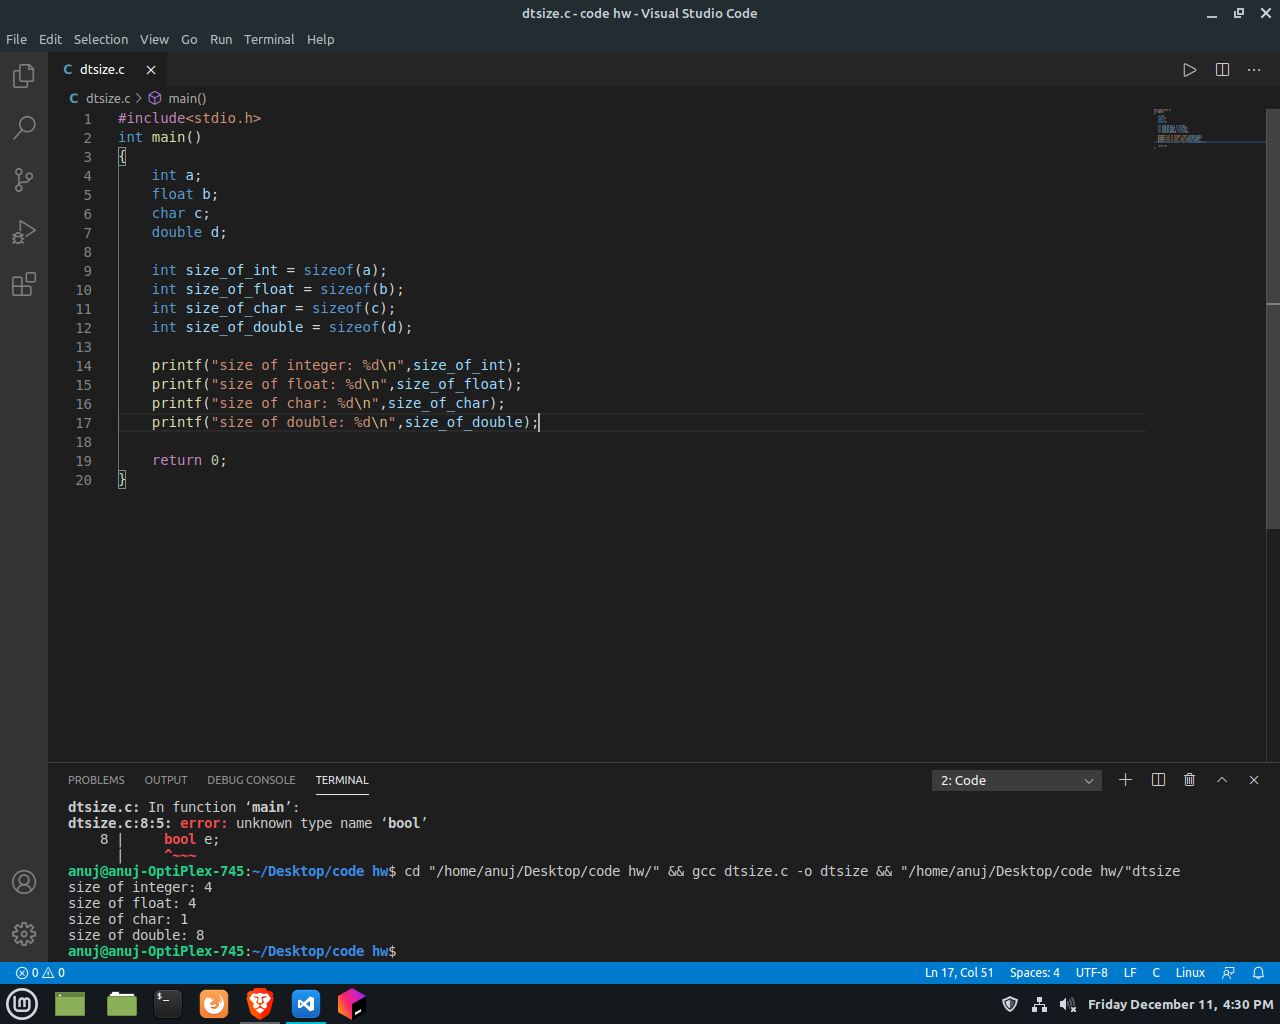 dtsize.c - code hw - Visual Studio Code
File Edit Selection View Go Run Terminal Help
C dtsize.c
C dtsize.c > main()
1 #include<stdio.h>
2 int main()
3 {
4     int a;
5     float b;
6     char c;
7     double d;
8
9     int size_of_int = sizeof(a);
10     int size_of_float = sizeof(b);
11     int size_of_char = sizeof(c);
12     int size_of_double = sizeof(d);
13
14     printf("size of integer: %d\n",size_of_int);
15     printf("size of float: %d\n",size_of_float);
16     printf("size of char: %d\n",size_of_char);
17     printf("size of double: %d\n",size_of_double);
18
19     return 0;
20 }
PROBLEMS OUTPUT DEBUG CONSOLE TERMINAL 2: Code
dtsize.c: In function ‘main’:
dtsize.c:8:5: error: unknown type name ‘bool’
    8 |     bool e;
      |     ^~~~
anuj@anuj-OptiPlex-745:~/Desktop/code hw$ cd "/home/anuj/Desktop/code hw/" && gcc dtsize.c -o dtsize && "/home/anuj/Desktop/code hw/"dtsize
size of integer: 4
size of float: 4
size of char: 1
size of double: 8
anuj@anuj-OptiPlex-745:~/Desktop/code hw$
0 0 Ln 17, Col 51 Spaces: 4 UTF-8 LF C Linux
Friday December 11, 4:30 PM